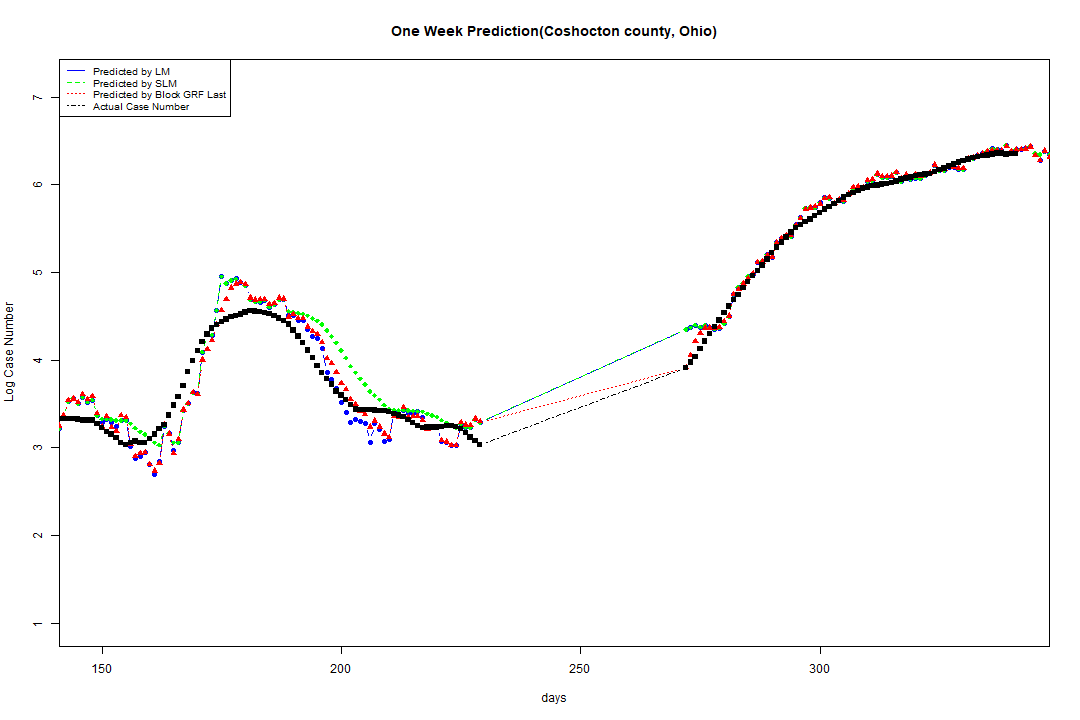 One Week Prediction(Coshocton county, Ohio)
Predicted by LM
Predicted by SLM
Predicted by Block GRF Last
Actual Case Number
7
6
5
4
3
2
1
Log Case Number
150 200 250 300
days